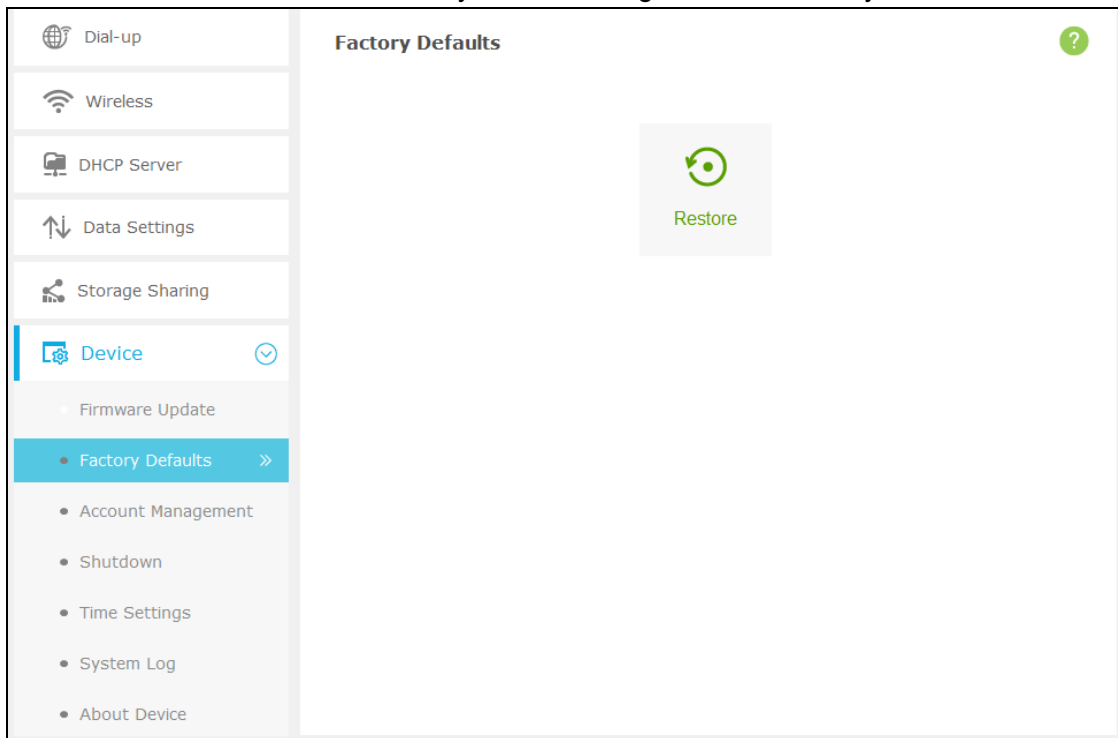 Dial-up
Wireless
DHCP Server
Data Settings
Storage Sharing
Device
Firmware Update
Factory Defaults
Account Management
Shutdown
Time Settings
System Log
About Device
Factory Defaults
?
Restore